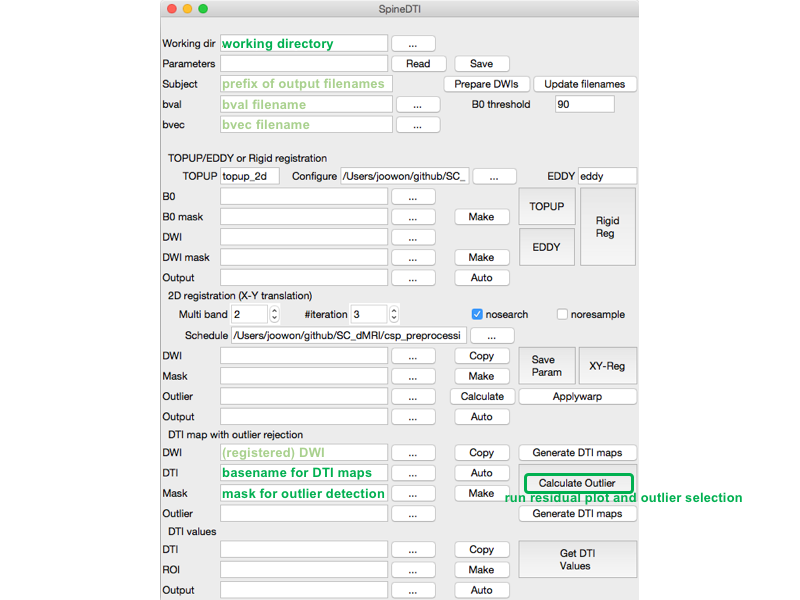 SpineDTI
Working dir working directory ...
Parameters Read Save
Subject prefix of output filenames Prepare DWIs Update filenames
bval bval filename ... B0 threshold 90
bvec bvec filename ...
TOPUP/EDDY or Rigid registration
TOPUP topup_2d Configure /Users/joowon/github/SC_ ... EDDY eddy
B0 ... TOPUP Rigid Reg
B0 mask ... Make
DWI ... EDDY
DWI mask ... Make
Output ... Auto
2D registration (X-Y translation)
Multi band 2 #iteration 3 nosearch noresample
Schedule /Users/joowon/github/SC_dMRI/csp_preprocessi ...
DWI ... Copy Save Param XY-Reg
Mask ... Make
Outlier ... Calculate Applywarp
Output ... Auto
DTI map with outlier rejection
DWI (registered) DWI ... Copy Generate DTI maps
DTI basename for DTI maps ... Auto Calculate Outlier
Mask mask for outlier detection ... Make run residual plot and outlier selection
Outlier ... Generate DTI maps
DTI values
DTI ... Copy Get DTI Values
ROI ... Make
Output ... Auto